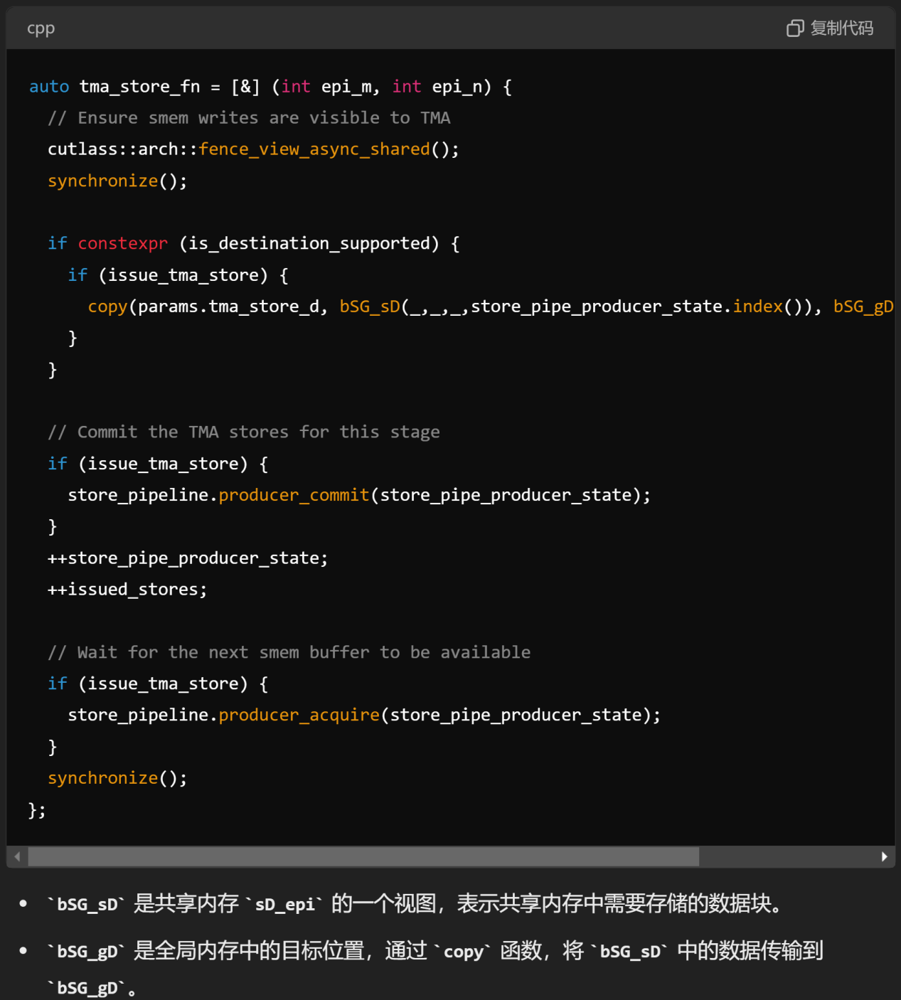 cpp
复制代码
auto tma_store_fn = [&] (int epi_m, int epi_n) {
  // Ensure smem writes are visible to TMA
  cutlass::arch::fence_view_async_shared();
  synchronize();
  if constexpr (is_destination_supported) {
    if (issue_tma_store) {
      copy(params.tma_store_d, bSG_sD(_,_,_,store_pipe_producer_state.index()), bSG_gD
    }
  }
  // Commit the TMA stores for this stage
  if (issue_tma_store) {
    store_pipeline.producer_commit(store_pipe_producer_state);
  }
  ++store_pipe_producer_state;
  ++issued_stores;
  // Wait for the next smem buffer to be available
  if (issue_tma_store) {
    store_pipeline.producer_acquire(store_pipe_producer_state);
  }
  synchronize();
};
• `bSG_sD` 是共享内存 `sD_epi` 的一个视图，表示共享内存中需要存储的数据块。
• `bSG_gD` 是全局内存中的目标位置，通过 `copy` 函数，将 `bSG_sD` 中的数据传输到
`bSG_gD`。